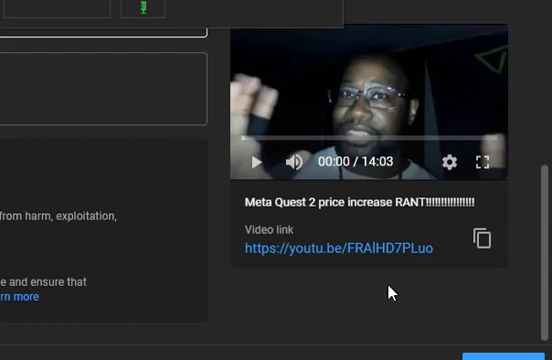 00:00 / 14:03
Meta Quest 2 price increase RANT!!!!!!!!!!!!!!!!
Video link
https://youtu.be/FRAlHD7PLuo
from harm, exploitation,
e and ensure that
rn more